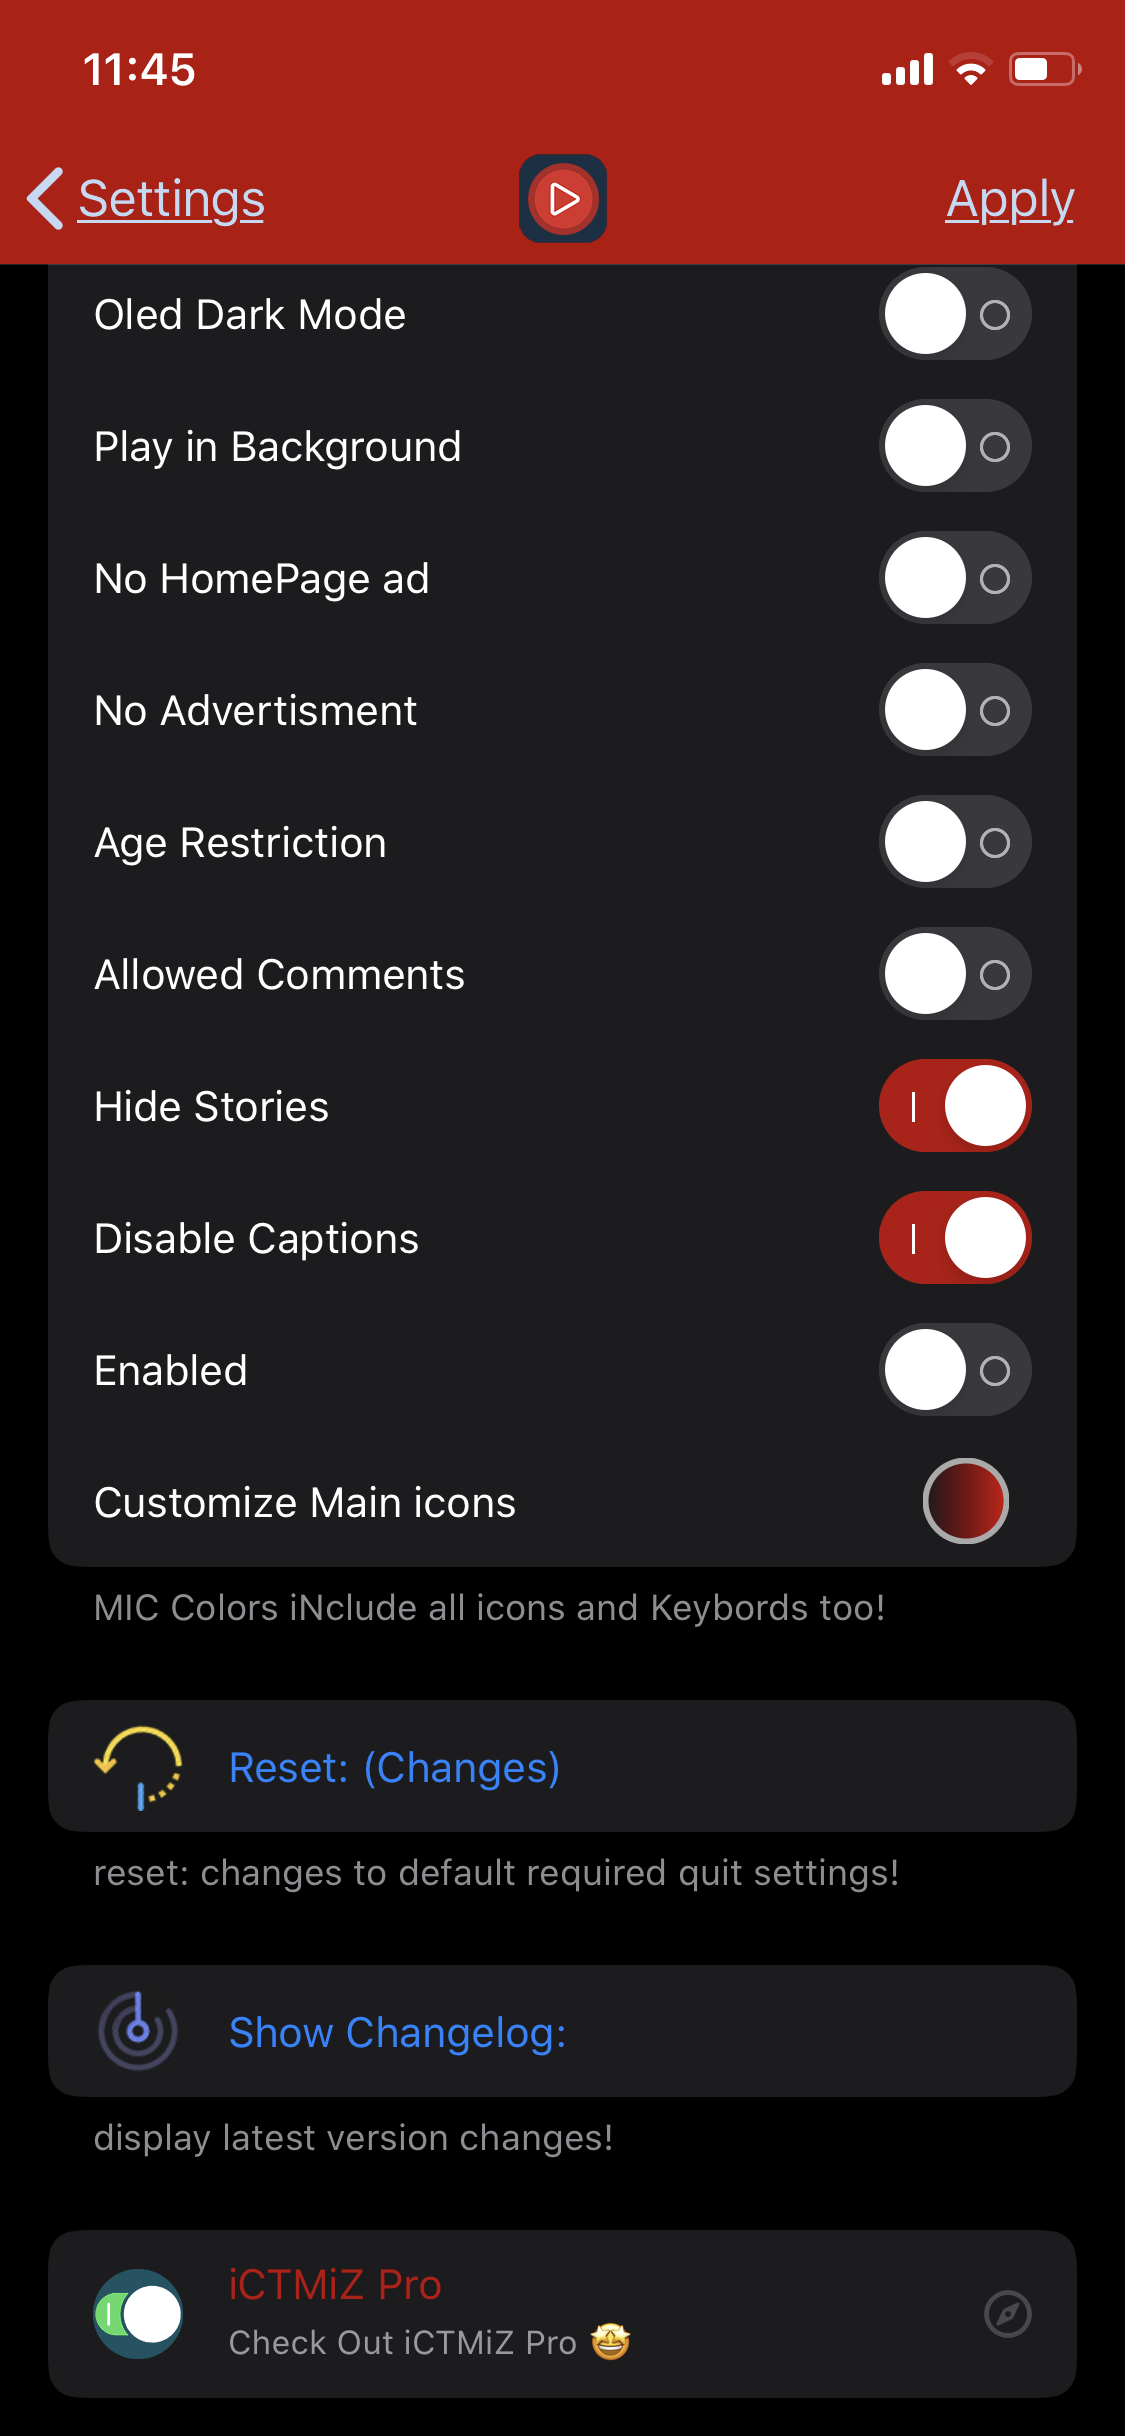 11:45
Settings
Apply
Oled Dark Mode
Play in Background
No HomePage ad
No Advertisment
Age Restriction
Allowed Comments
Hide Stories
Disable Captions
Enabled
Customize Main icons
MIC Colors iNclude all icons and Keybords too!
Reset: (Changes)
reset: changes to default required quit settings!
Show Changelog:
display latest version changes!
iCTMiZ Pro
Check Out iCTMiZ Pro 🤩